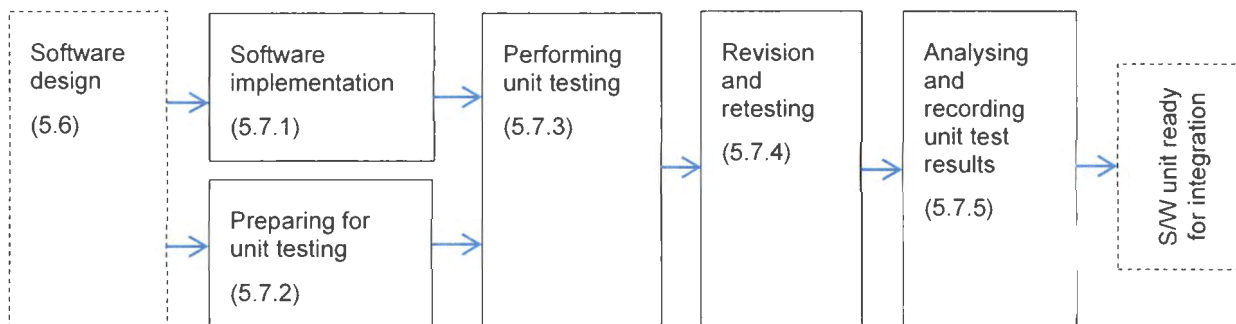 Software
design
(5.6)
Software
implementation
(5.7.1)
Preparing for
unit testing
(5.7.2)
Performing
unit testing
(5.7.3)
Revision
and
retesting
(5.7.4)
Analysing
and
recording
unit test
results
(5.7.5)
S/W unit ready
for integration